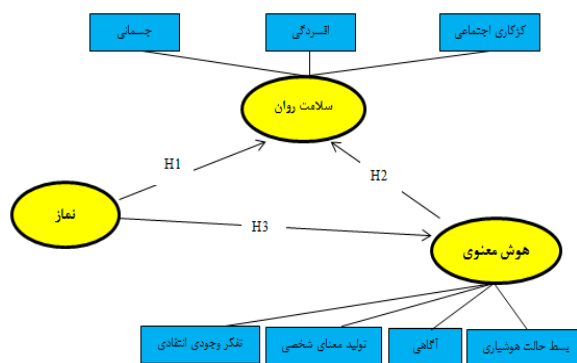 جسمانی
افسردگی
کژکاری اجتماعی
سلامت روان
H1
H2
نماز
H3
هوش معنوی
تفکر وجودی انتقادی
تولید معنای شخصی
آگاهی
بسط حالت هوشیاری